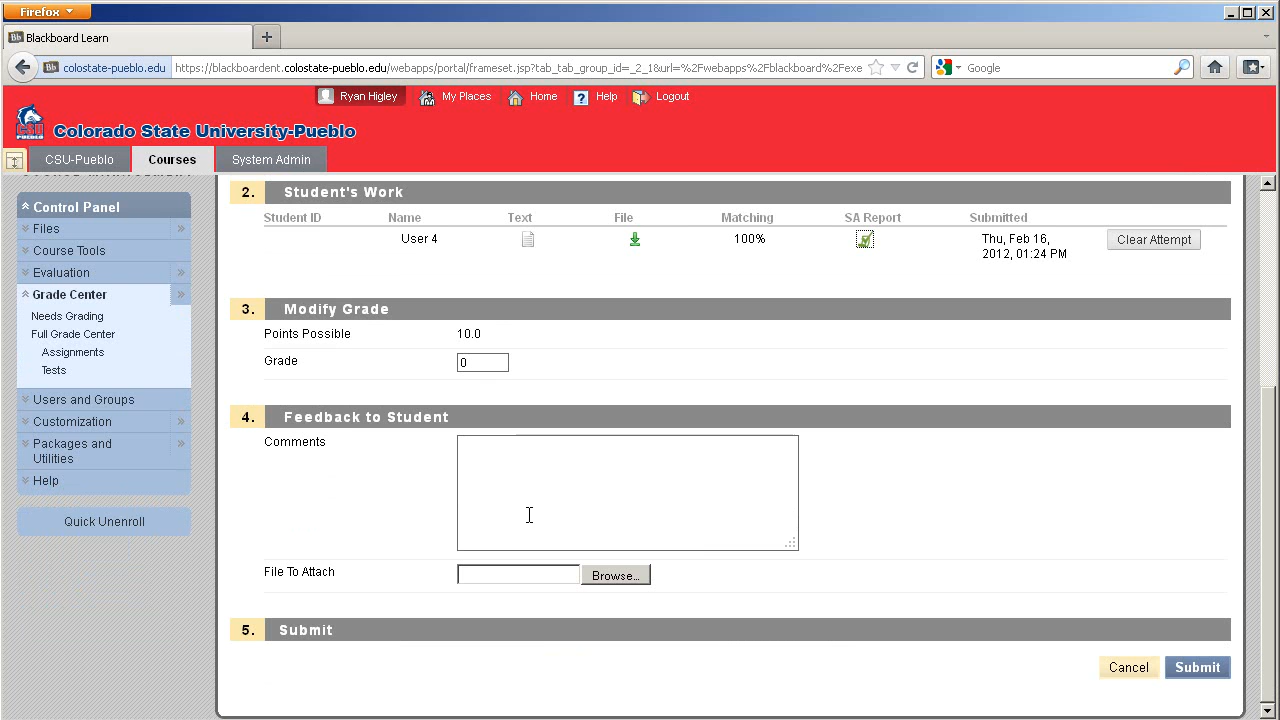 Firefox
Blackboard Learn
colostate-pueblo.edu
https://blackboardent.colostate-pueblo.edu/webapps/portal/frameset.jsp?tab_tab_group_id=_2_1&url=%2Fwebapps%2Fblackboard%2Fexe
Google
Ryan Higley
My Places
Home
Help
Logout
CSU
PUEBLO
Colorado State University-Pueblo
CSU-Pueblo
Courses
System Admin
Control Panel
Files
Course Tools
Evaluation
Grade Center
Needs Grading
Full Grade Center
Assignments
Tests
Users and Groups
Customization
Packages and
Utilities
Help
Quick Unenroll
2. Student's Work
Student ID Name Text File Matching SA Report Submitted
User 4 100% Thu, Feb 16,
2012, 01:24 PM
Clear Attempt
3. Modify Grade
Points Possible 10.0
Grade 0
4. Feedback to Student
Comments
File To Attach Browse...
5. Submit
Cancel Submit